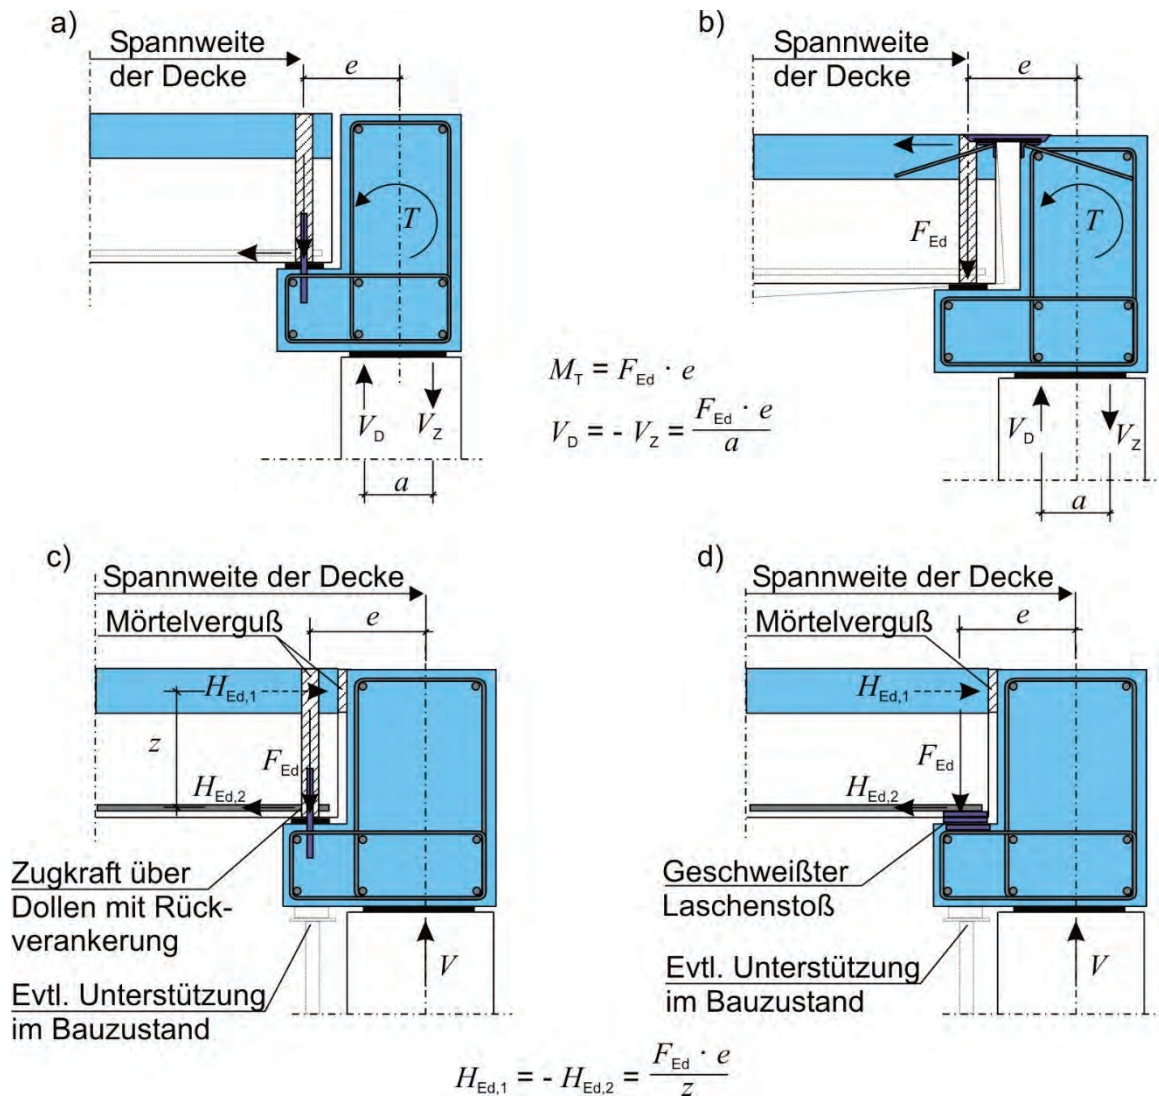 a)
Spannweite
der Decke
e
T
V_D
V_Z
a
b)
Spannweite
der Decke
e
F_Ed
T
V_D
V_Z
a
M_T = F_Ed · e
V_D = - V_Z = F_Ed · e / a
c)
Spannweite der Decke
Mörtelverguß
e
H_Ed,1
z
F_Ed
H_Ed,2
Zugkraft über
Dollen mit Rück-
verankerung
V
Evtl. Unterstützung
im Bauzustand
d)
Spannweite der Decke
e
Mörtelverguß
H_Ed,1
F_Ed
H_Ed,2
Geschweißter
Laschenstoß
V
Evtl. Unterstützung
im Bauzustand
H_Ed,1 = - H_Ed,2 = F_Ed · e / z